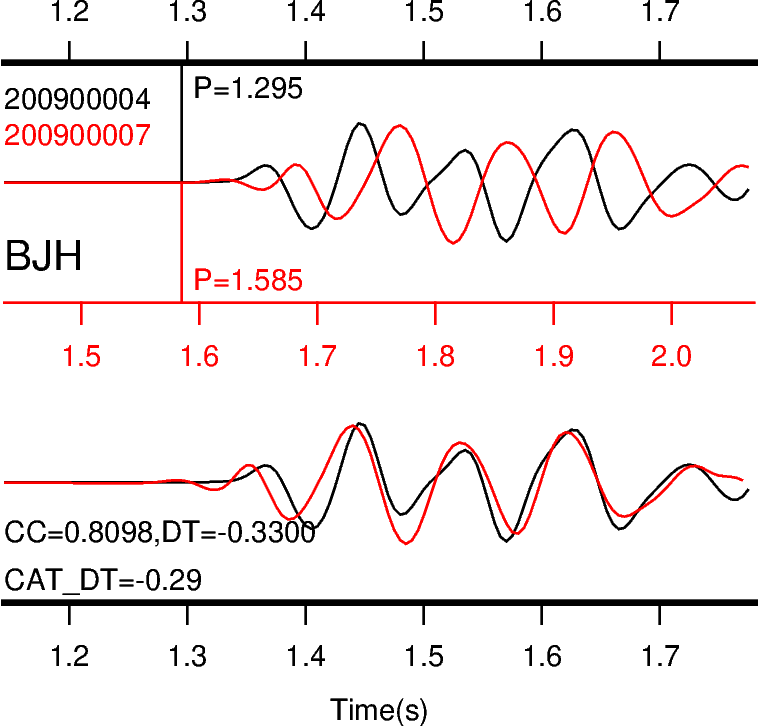 1.2 1.3 1.4 1.5 1.6 1.7
P=1.295
200900004
200900007
BJH
P=1.585
1.5 1.6 1.7 1.8 1.9 2.0
CC=0.8098,DT=-0.3300
CAT_DT=-0.29
1.2 1.3 1.4 1.5 1.6 1.7
Time(s)